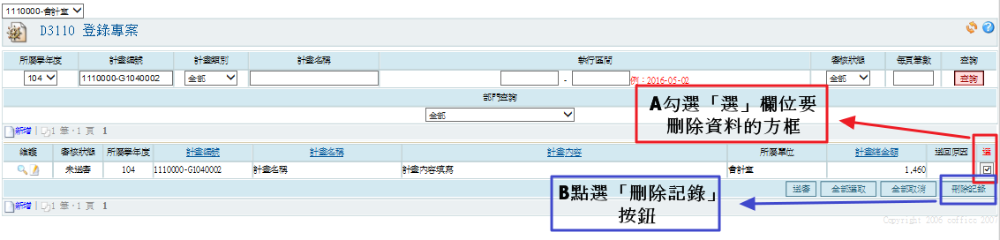 1110000-會計室
D3110 登錄專案
所屬學年度 計畫編號 計畫類別 計畫名稱 執行區間 審核狀態 每頁筆數 查詢
104 1110000-G1040002 全部 - 例：2016-05-02 全部 查詢
部門查詢
全部
A勾選「選」欄位要
刪除資料的方框
新增 | 1 筆，1 頁 1
維護 審核狀態 所屬學年度 計畫編號 計畫名稱 計畫內容 所屬單位 計畫總金額 退回原因 選
未送審 104 1110000-G1040002 計畫名稱 計畫內容填寫 會計室 1,460
送審 全部選取 全部取消 刪除記錄
B點選「刪除記錄」
按鈕
新增 | 1 筆，1 頁 1
Copyright 2006 ccffice 2007